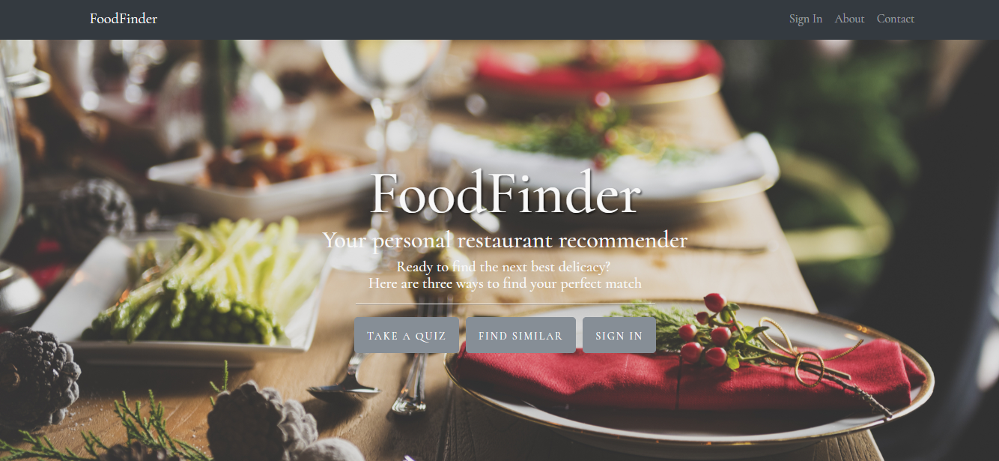 FoodFinder
Sign In About Contact
FoodFinder
Your personal restaurant recommender
Ready to find the next best delicacy?
Here are three ways to find your perfect match
TAKE A QUIZ FIND SIMILAR SIGN IN